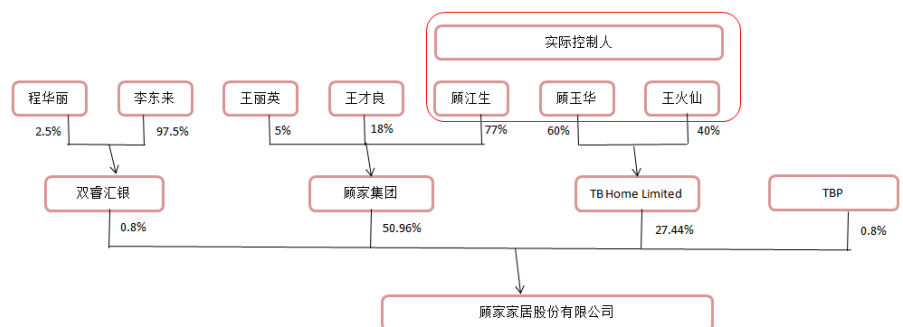 实际控制人
程华丽
李东来
王丽英
王才良
顾江生
顾玉华
王火仙
2.5%
97.5%
5%
18%
77%
60%
40%
双睿汇银
顾家集团
TB Home Limited
TBP
0.8%
50.96%
27.44%
0.8%
顾家家居股份有限公司